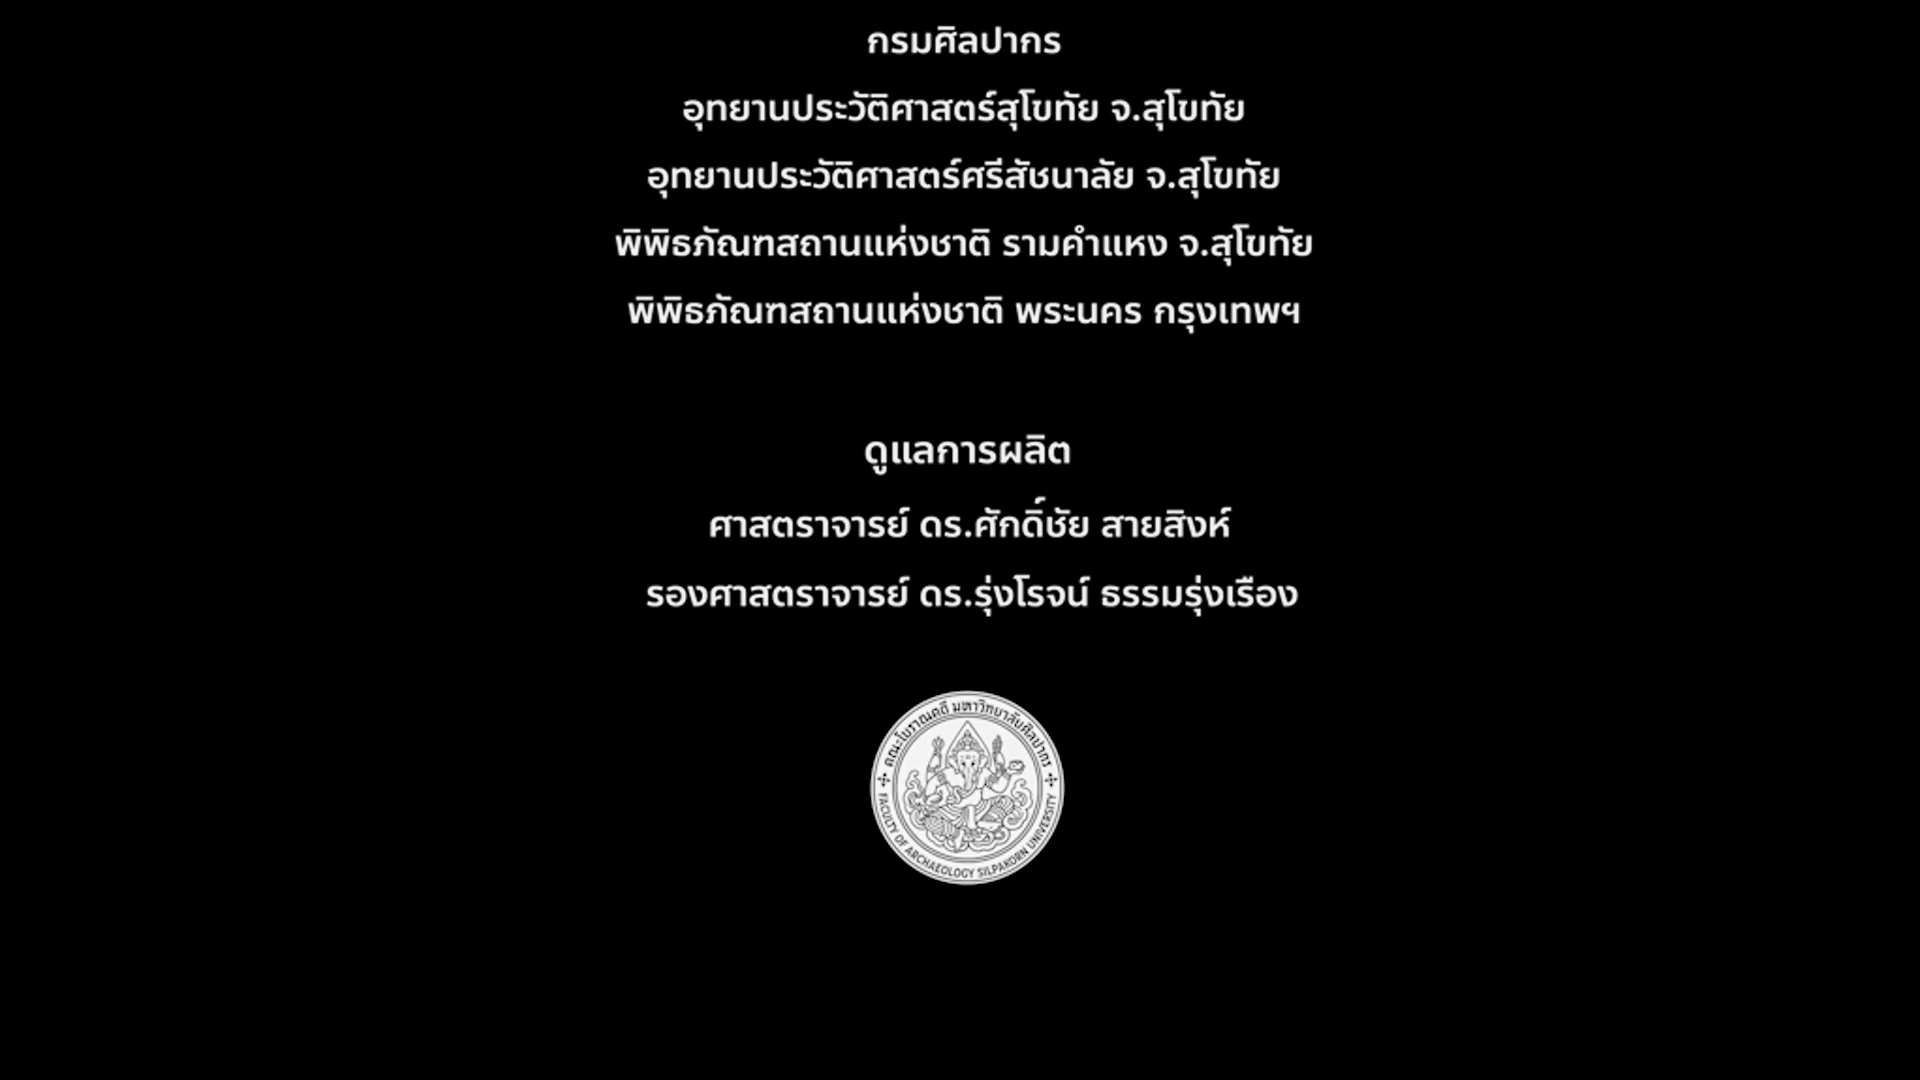 กรมศิลปากร
อุทยานประวัติศาสตร์สุโขทัย จ.สุโขทัย
อุทยานประวัติศาสตร์ศรีสัชนาลัย จ.สุโขทัย
พิพิธภัณฑสถานแห่งชาติ รามคำแหง จ.สุโขทัย
พิพิธภัณฑสถานแห่งชาติ พระนคร กรุงเทพฯ
ดูแลการผลิต
ศาสตราจารย์ ดร.ศักดิ์ชัย สายสิงห์
รองศาสตราจารย์ ดร.รุ่งโรจน์ ธรรมรุ่งเรือง
คณะโบราณคดี มหาวิทยาลัยศิลปากร
FACULTY OF ARCHAEOLOGY SILPAKORN UNIVERSITY